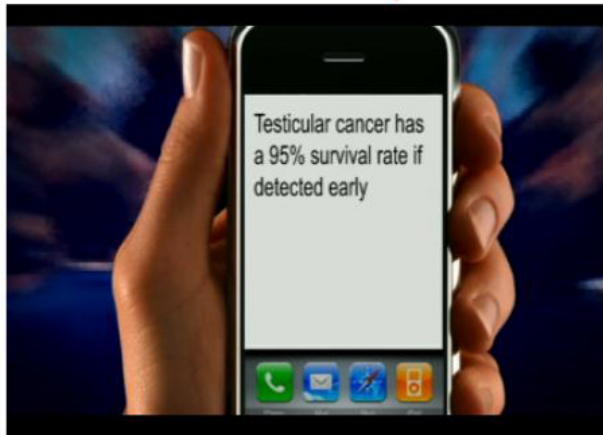 Testicular cancer has
a 95% survival rate if
detected early